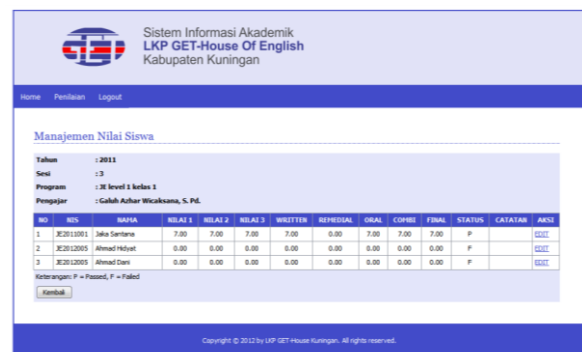 GET
Sistem Informasi Akademik
LKP GET-House Of English
Kabupaten Kuningan
Home Penilaian Logout
Manajemen Nilai Siswa
Tahun : 2011
Sesi : 3
Program : JE level 1 kelas 1
Pengajar : Galuh Azhar Wicaksana, S. Pd.
NO NIS NAMA NILAI 1 NILAI 2 NILAI 3 WRITTEN REMEDIAL ORAL COMBI FINAL STATUS CATATAN AKSI
1 JE2011001 Jaka Santana 7.00 7.00 7.00 7.00 0.00 7.00 7.00 7.00 P EDIT
2 JE2012005 Ahmad Hidyat 0.00 0.00 0.00 0.00 0.00 0.00 0.00 0.00 F EDIT
3 JE2012005 Ahmad Dani 0.00 0.00 0.00 0.00 0.00 0.00 0.00 0.00 F EDIT
Keterangan: P = Passed, F = Failed
Kembali
Copyright © 2012 by LKP GET-House Kuningan. All rights reserved.